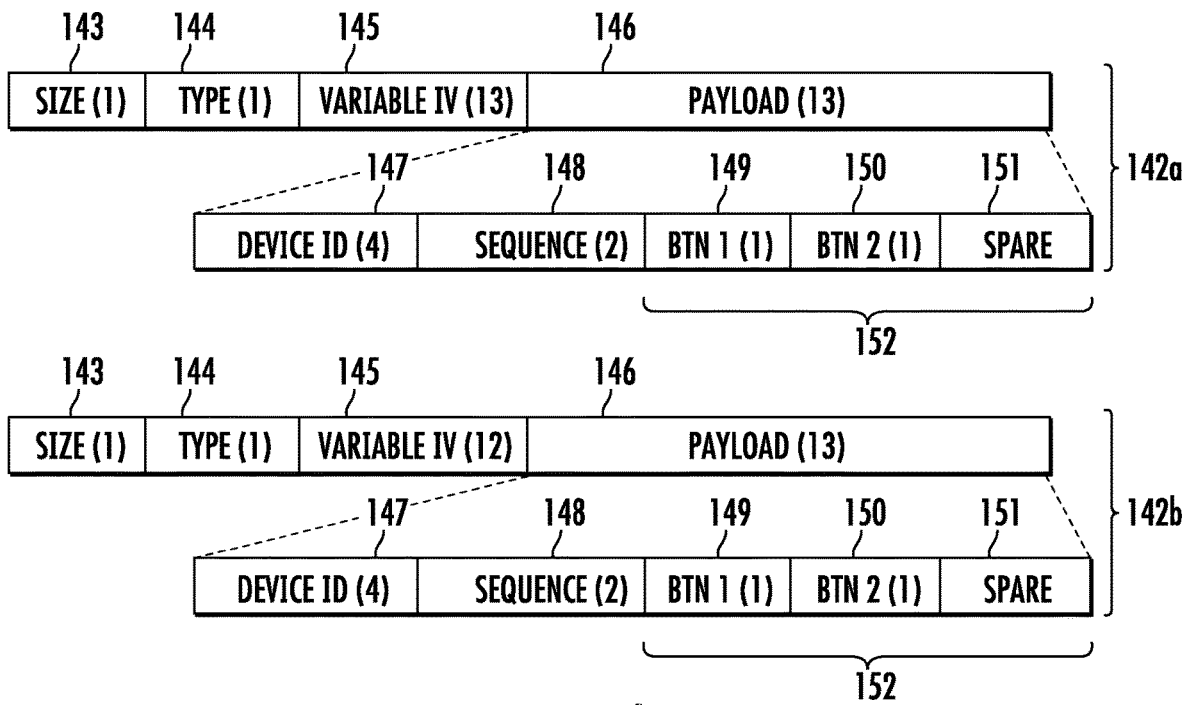 143 144 145 146
SIZE (1) TYPE (1) VARIABLE IV (13) PAYLOAD (13)
147 148 149 150 151 142a
DEVICE ID (4) SEQUENCE (2) BTN 1 (1) BTN 2 (1) SPARE
152
143 144 145 146
SIZE (1) TYPE (1) VARIABLE IV (12) PAYLOAD (13)
147 148 149 150 151 142b
DEVICE ID (4) SEQUENCE (2) BTN 1 (1) BTN 2 (1) SPARE
152